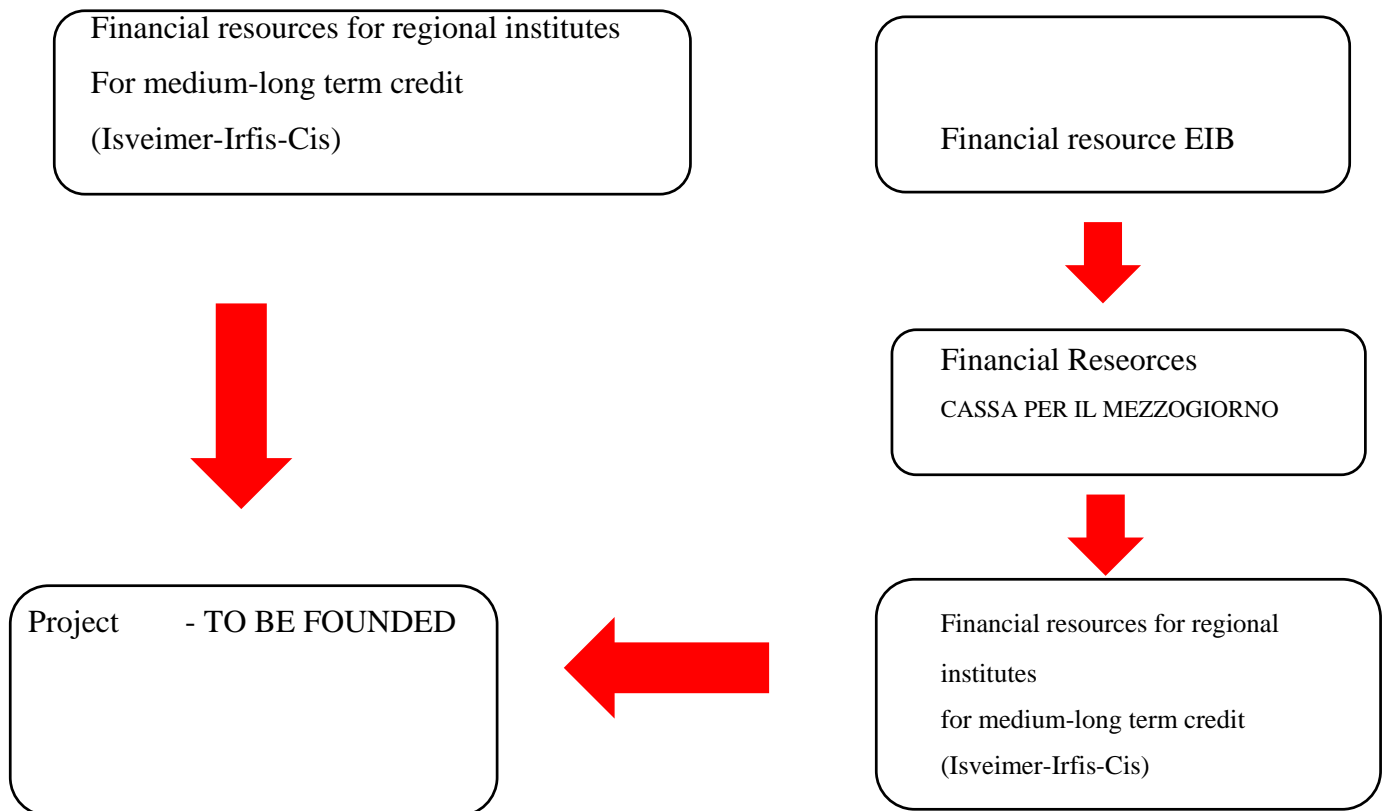 Financial resources for regional institutes
For medium-long term credit
(Isveimer-Irfis-Cis)
Financial resource EIB
Financial Reseorces
CASSA PER IL MEZZOGIORNO
Project - TO BE FOUNDED
Financial resources for regional
institutes
for medium-long term credit
(Isveimer-Irfis-Cis)